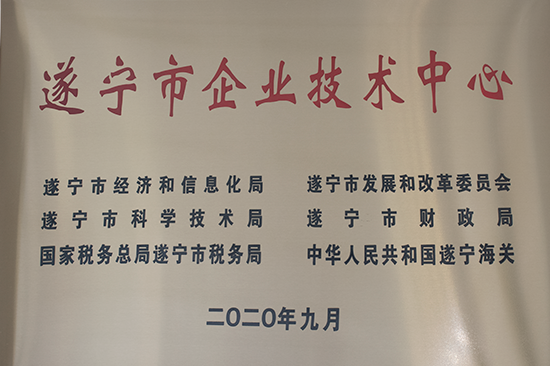 遂宁市企业技术中心
遂宁市经济和信息化局 遂宁市发展和改革委员会
遂宁市科学技术局 遂宁市财政局
国家税务总局遂宁市税务局 中华人民共和国遂宁海关
二〇二〇年九月